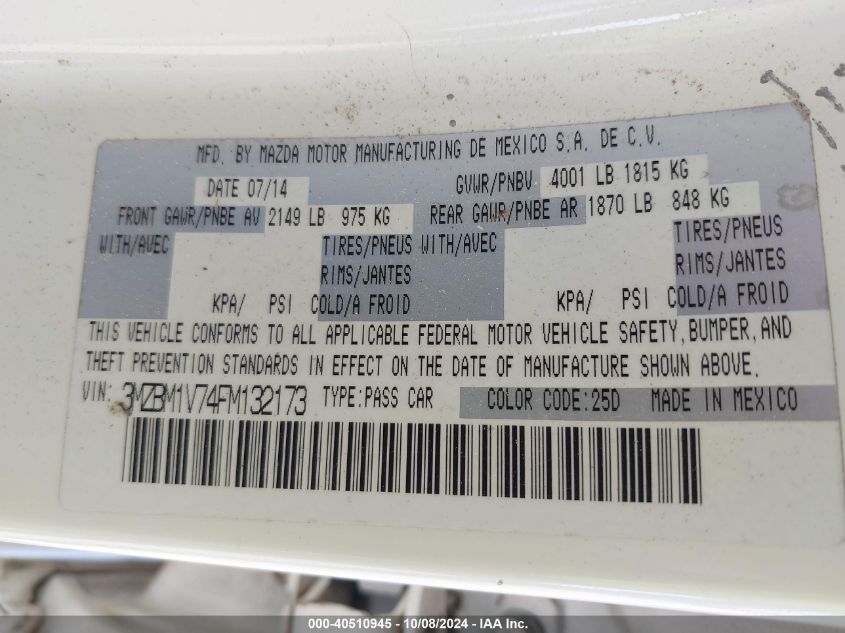 MFD. BY MAZDA MOTOR MANUFACTURING DE MEXICO S.A. DE C.V.
DATE 07/14 GVWR/PNBV 4001 LB 1815 KG
FRONT GAWR/PNBE AV 2149 LB 975 KG REAR GAWR/PNBE AR 1870 LB 848 KG
WITH/AVEC TIRES/PNEUS WITH/AVEC TIRES/PNEUS
RIMS/JANTES RIMS/JANTES
KPA/ PSI COLD/A FROID KPA/ PSI COLD/A FROID
THIS VEHICLE CONFORMS TO ALL APPLICABLE FEDERAL MOTOR VEHICLE SAFETY, BUMPER, AND
THEFT PREVENTION STANDARDS IN EFFECT ON THE DATE OF MANUFACTURE SHOWN ABOVE.
VIN: 3MZBM1V74FM132173 TYPE:PASS CAR COLOR CODE:25D MADE IN MEXICO
000-40510945 - 10/08/2024 - IAA Inc.